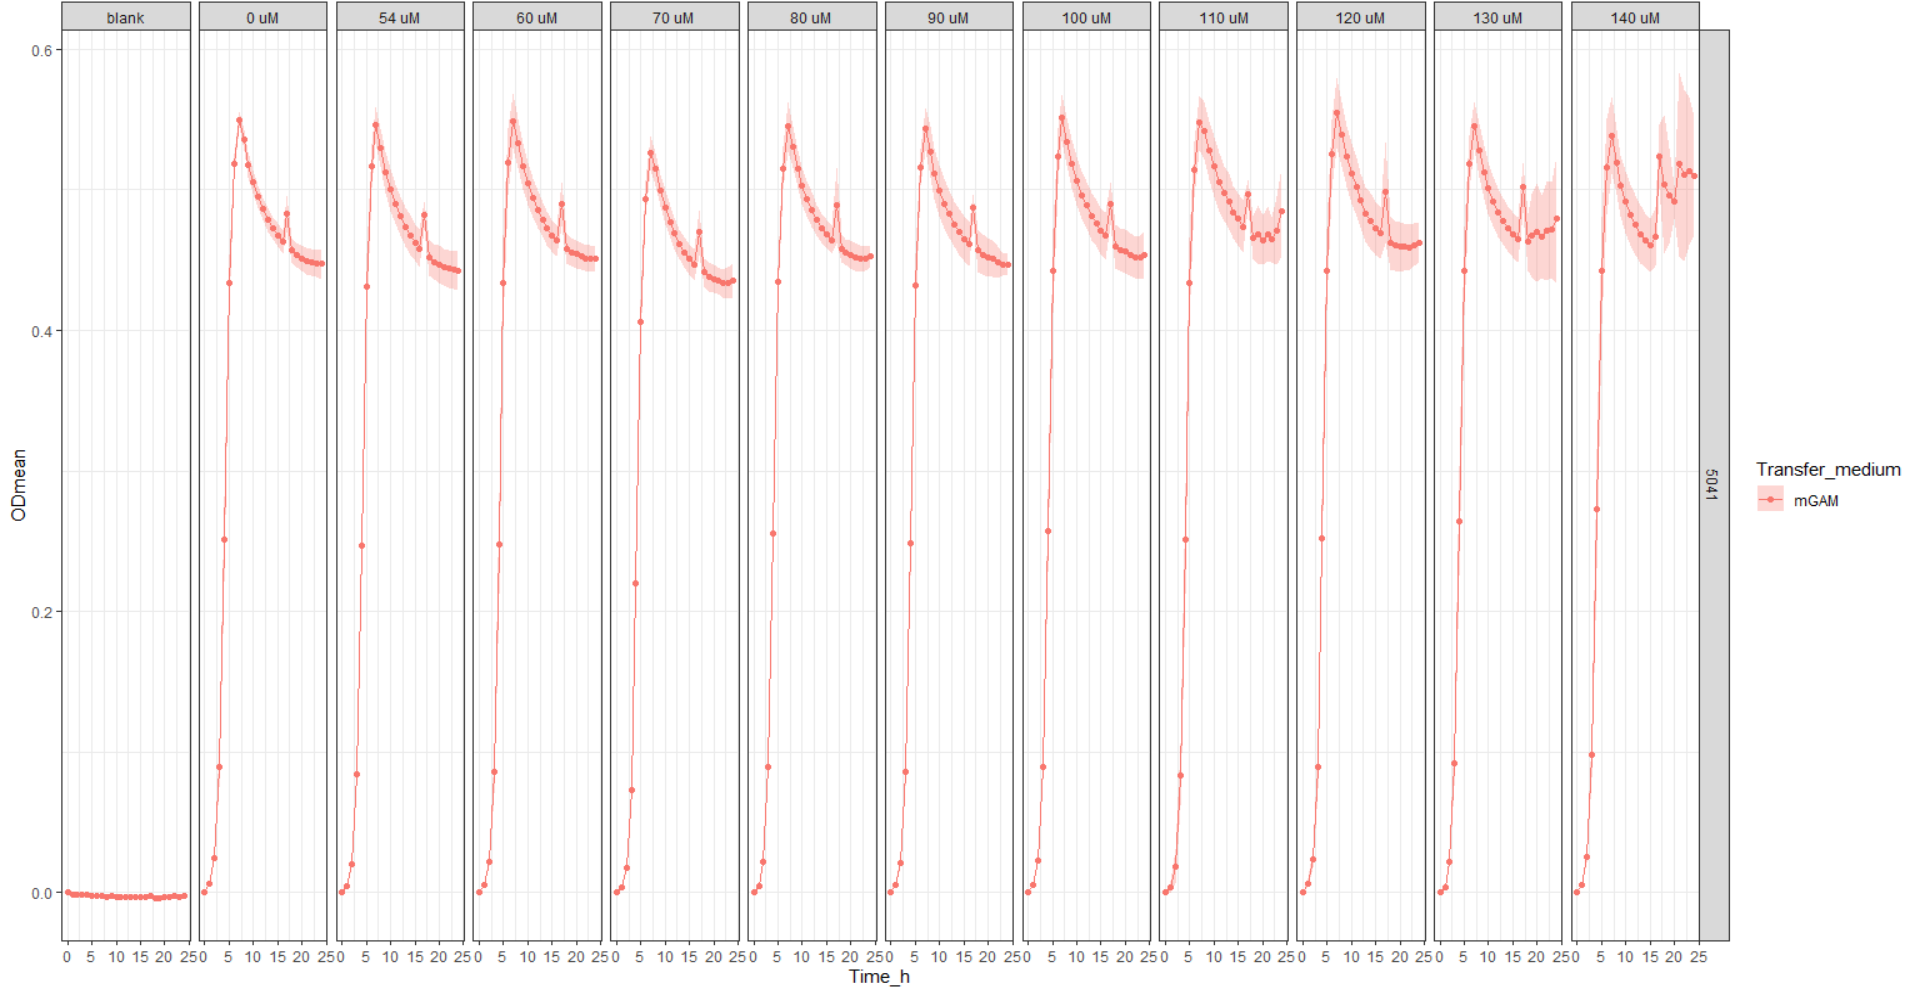 blank 0 uM 54 uM 60 uM 70 uM 80 uM 90 uM 100 uM 110 uM 120 uM 130 uM 140 uM
0.6
0.4
0.2
0.0
ODmean
5041
Transfer_medium
mGAM
0 5 10 15 20 25 0 5 10 15 20 25 0 5 10 15 20 25 0 5 10 15 20 25 0 5 10 15 20 25 0 5 10 15 20 25 0 5 10 15 20 25 0 5 10 15 20 25 0 5 10 15 20 25 0 5 10 15 20 25 0 5 10 15 20 25 0 5 10 15 20 25
Time_h